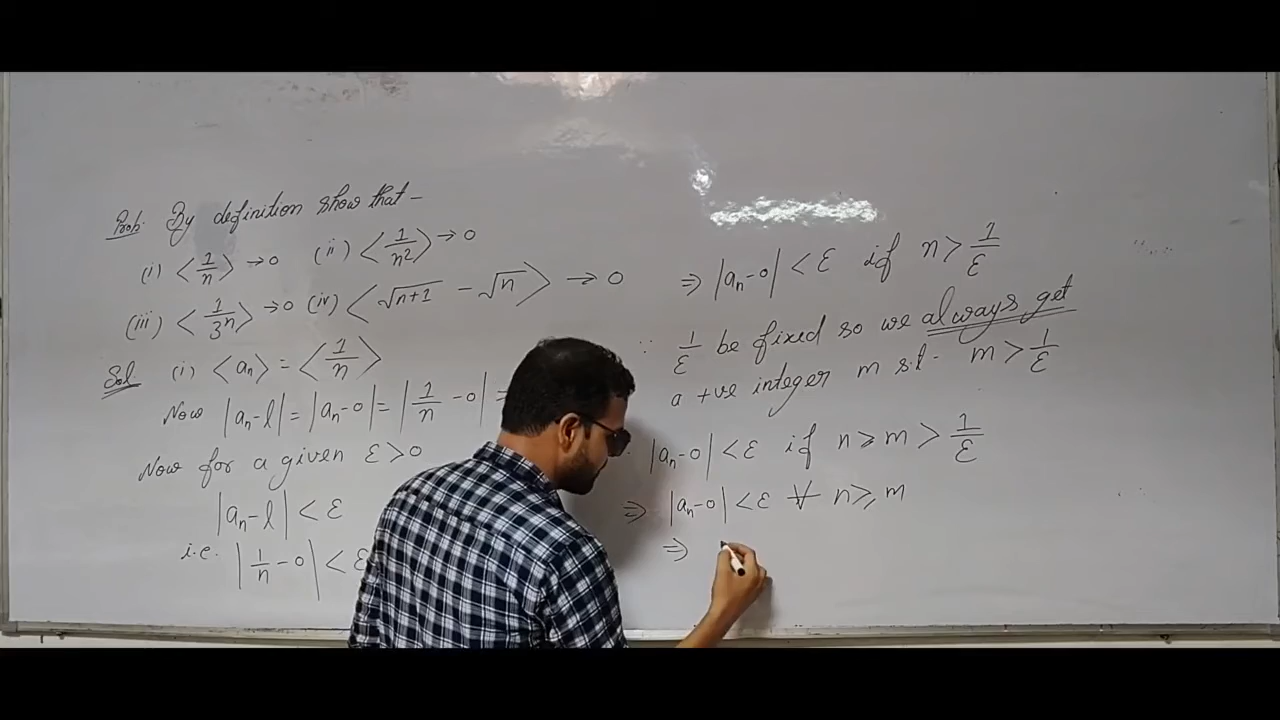 Prob. By definition show that –
(i) <1/n> → 0 (ii) <1/n²> → 0
(iii) <1/3n> → 0 (iv) <√n+1 - √n> → 0
Sol. (i) <an> = <1/n>
Now |an-l| = |an-0| = |1/n - 0| =
Now for a given ε > 0
|an-l| < ε
i.e. |1/n - 0| < ε
⇒ |an-0| < ε if n > 1/ε
∵ 1/ε be fixed so we always get
a +ve integer m s.t. m > 1/ε
|an-0| < ε if n ≥ m > 1/ε
⇒ |an-0| < ε ∀ n ≥ m
⇒